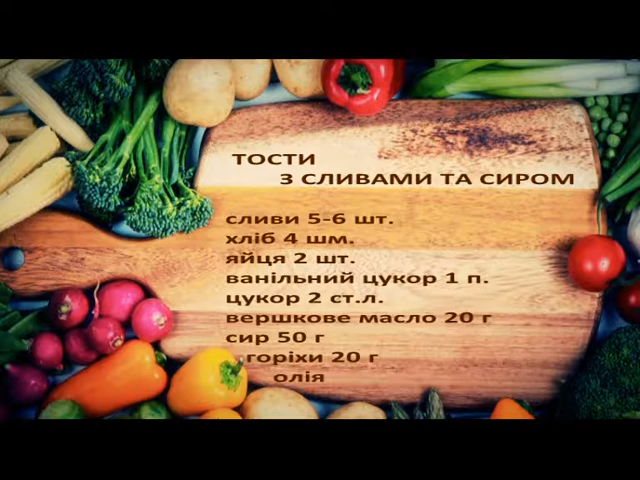 ТОСТИ
З СЛИВАМИ ТА СИРОМ
сливи 5-6 шт.
хліб 4 шм.
яйця 2 шт.
ванільний цукор 1 п.
цукор 2 ст.л.
вершкове масло 20 г
сир 50 г
горіхи 20 г
олія